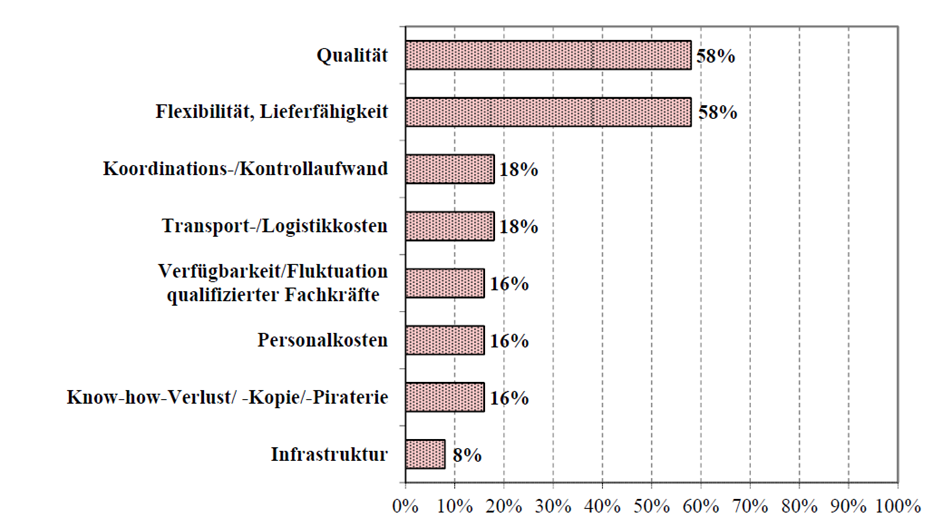 Qualität 58%
Flexibilität, Lieferfähigkeit 58%
Koordinations-/Kontrollaufwand 18%
Transport-/Logistikkosten 18%
Verfügbarkeit/Fluktuation
qualifizierter Fachkräfte 16%
Personalkosten 16%
Know-how-Verlust/ -Kopie/-Piraterie 16%
Infrastruktur 8%
0% 10% 20% 30% 40% 50% 60% 70% 80% 90% 100%